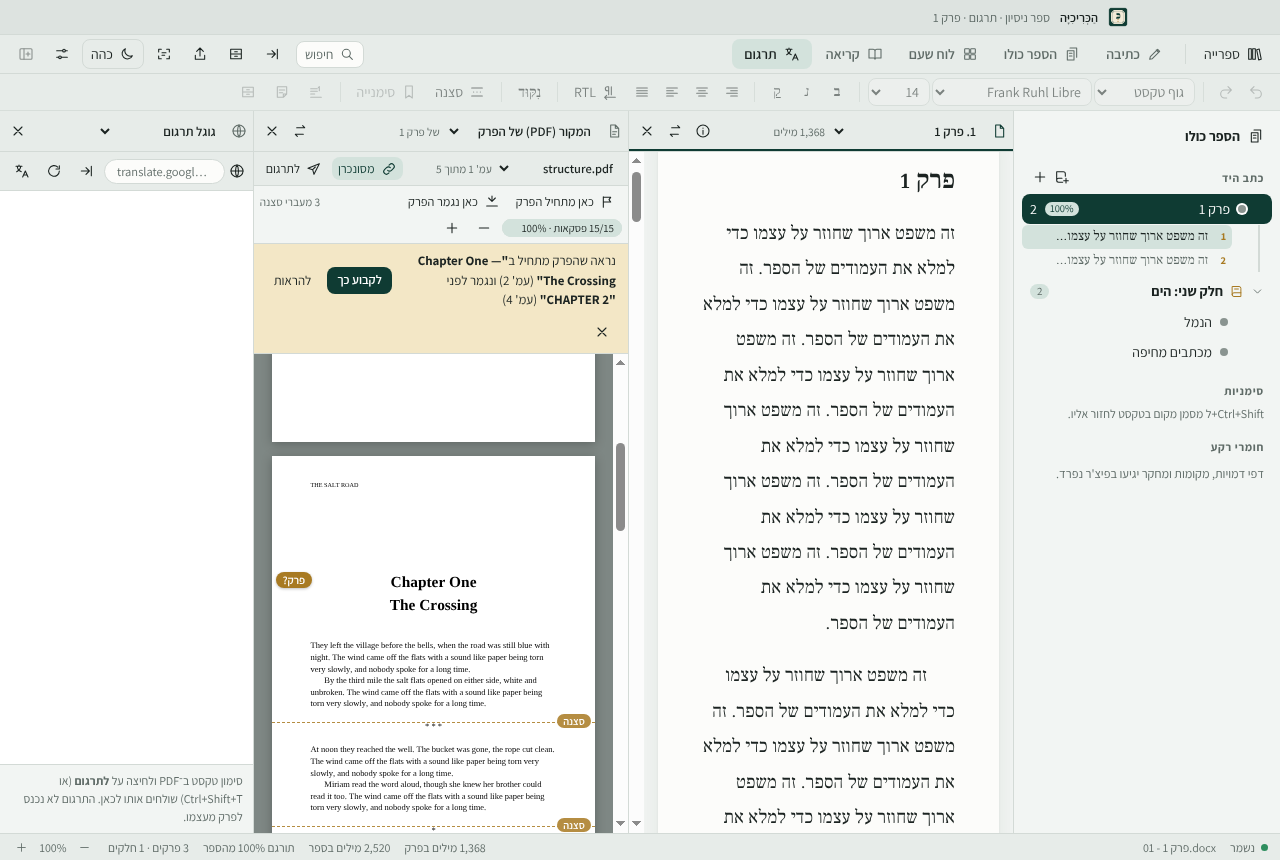 הַכְּרִיכִיָּה ספר ניסיון · תרגום · פרק 1
ספרייה
כתיבה
הספר כולו
לוח שעם
קריאה
תרגום
חיפוש
כהה
גוף טקסט
Frank Ruhl Libre
14
ב
נ
ק
RTL
נִקּוּד
סצנה
סימנייה
הספר כולו
כתב היד
פרק 1 100% 2
1 זה משפט ארוך שחוזר על עצמו...
2 זה משפט ארוך שחוזר על עצמו...
חלק שני: הים 2
הנמל
מכתבים מחיפה
סימניות
Ctrl+Shift+ל מסמן מקום בטקסט לחזור אליו.
חומרי רקע
דפי דמויות, מקומות ומחקר יגיעו בפיצ'ר נפרד.
1. פרק 1
1,368 מילים
פרק 1
זה משפט ארוך שחוזר על עצמו כדי
למלא את העמודים של הספר. זה
משפט ארוך שחוזר על עצמו כדי למלא
את העמודים של הספר. זה משפט
ארוך שחוזר על עצמו כדי למלא את
העמודים של הספר. זה משפט ארוך
שחוזר על עצמו כדי למלא את
העמודים של הספר. זה משפט ארוך
שחוזר על עצמו כדי למלא את
העמודים של הספר. זה משפט ארוך
שחוזר על עצמו כדי למלא את
העמודים של הספר.
זה משפט ארוך שחוזר על עצמו
כדי למלא את העמודים של הספר. זה
משפט ארוך שחוזר על עצמו כדי למלא
את העמודים של הספר. זה משפט
ארוך שחוזר על עצמו כדי למלא את
המקור (PDF) של הפרק
של פרק 1
structure.pdf
עמ' 1 מתוך 5
מסונכרן
לתרגום
כאן מתחיל הפרק
כאן נגמר הפרק
3 מעברי סצנה
15/15 פסקאות · 100%
נראה שהפרק מתחיל ב"Chapter One —
The Crossing" (עמ' 2) ונגמר לפני
"CHAPTER 2" (עמ' 4)
לקבוע כך
להראות
THE SALT ROAD
פרק?
Chapter One
The Crossing
They left the village before the bells, when the road was still blue with
night. The wind came off the flats with a sound like paper being torn
very slowly, and nobody spoke for a long time.
By the third mile the salt flats opened on either side, white and
unbroken. The wind came off the flats with a sound like paper being
torn very slowly, and nobody spoke for a long time.
סצנה
* * *
At noon they reached the well. The bucket was gone, the rope cut clean.
The wind came off the flats with a sound like paper being torn very
slowly, and nobody spoke for a long time.
Miriam read the word aloud, though she knew her brother could
read it too. The wind came off the flats with a sound like paper being
torn very slowly, and nobody spoke for a long time.
סצנה
*
גוגל תרגום
translate.googl...
סימון טקסט ב־PDF ולחיצה על לתרגום (או
Ctrl+Shift+T) שולחים אותו לכאן. התרגום לא נכנס
לפרק מעצמו.
נשמר
01 - פרק 1.docx
1,368 מילים בפרק
2,520 מילים בספר
תורגם 100% מהספר
3 פרקים · 1 חלקים
100%